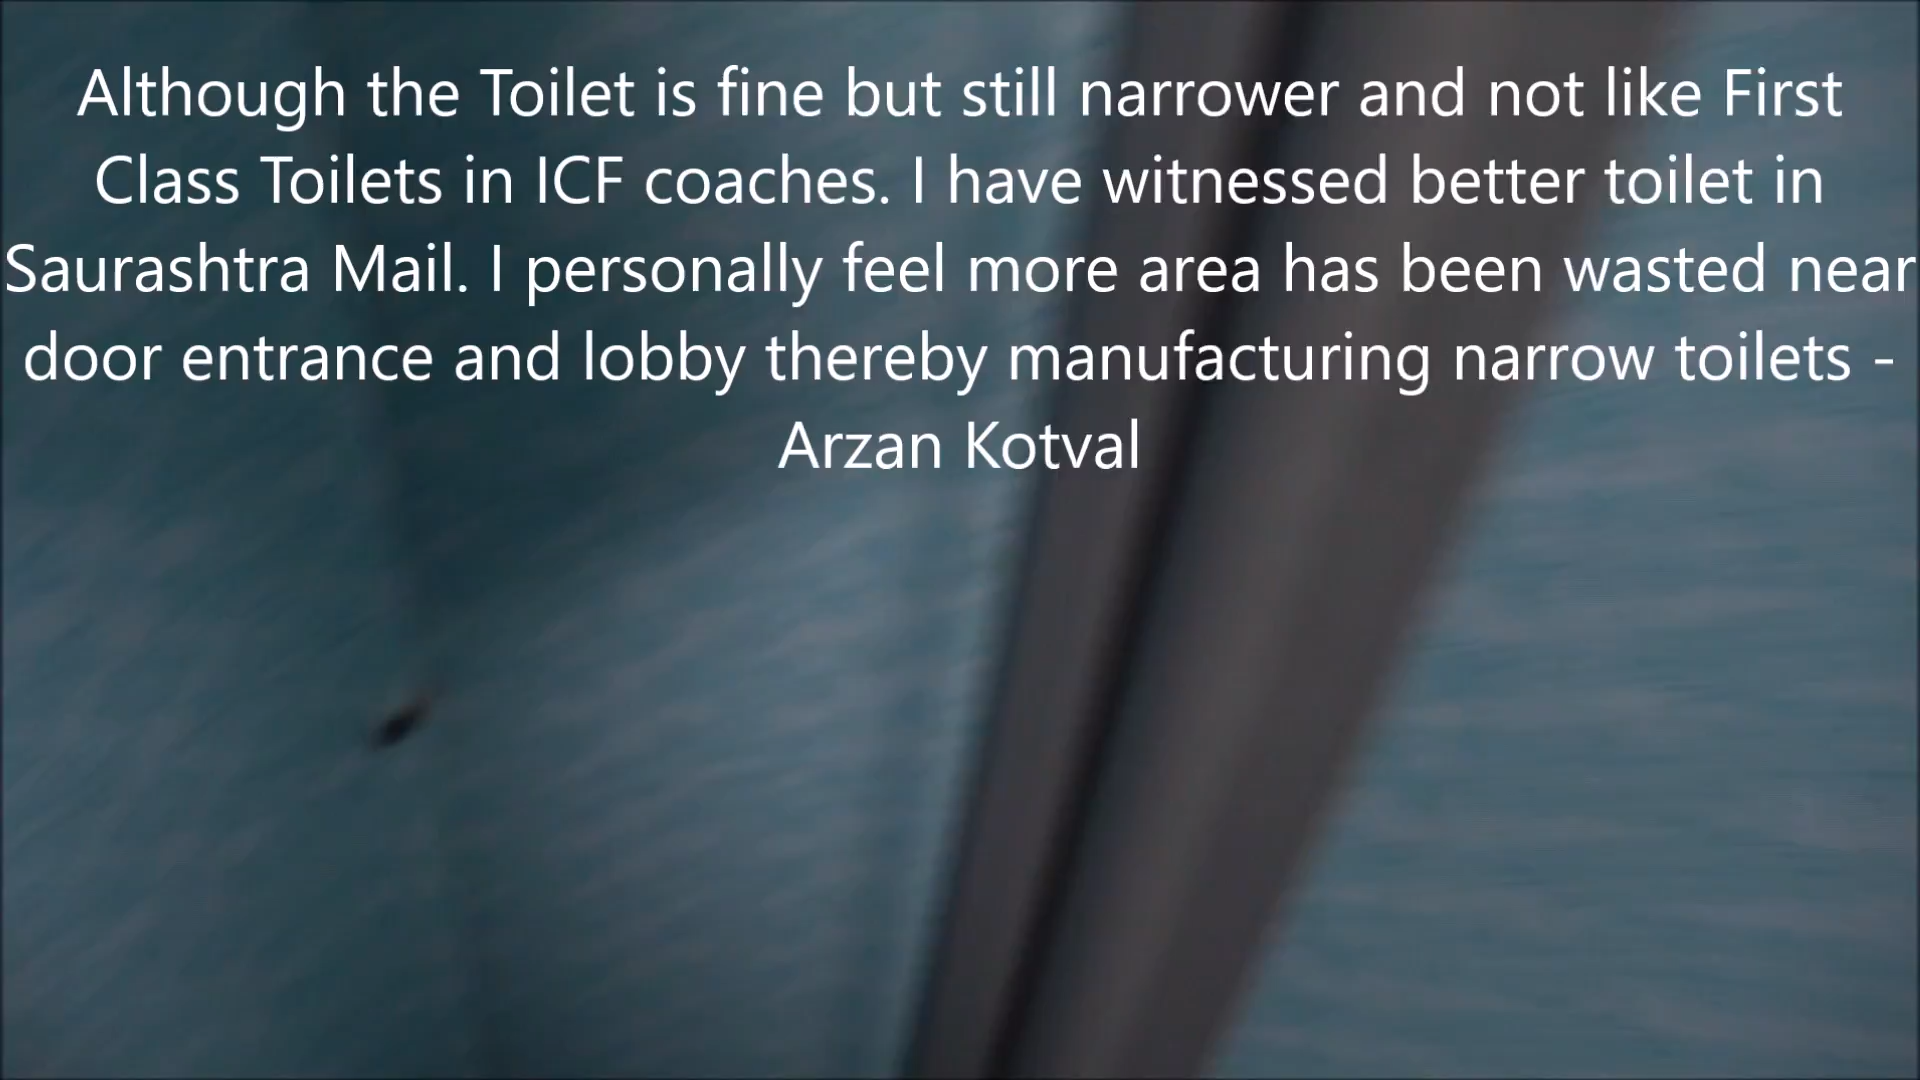 Although the Toilet is fine but still narrower and not like First
Class Toilets in ICF coaches. I have witnessed better toilet in
Saurashtra Mail. I personally feel more area has been wasted near
door entrance and lobby thereby manufacturing narrow toilets -
Arzan Kotval